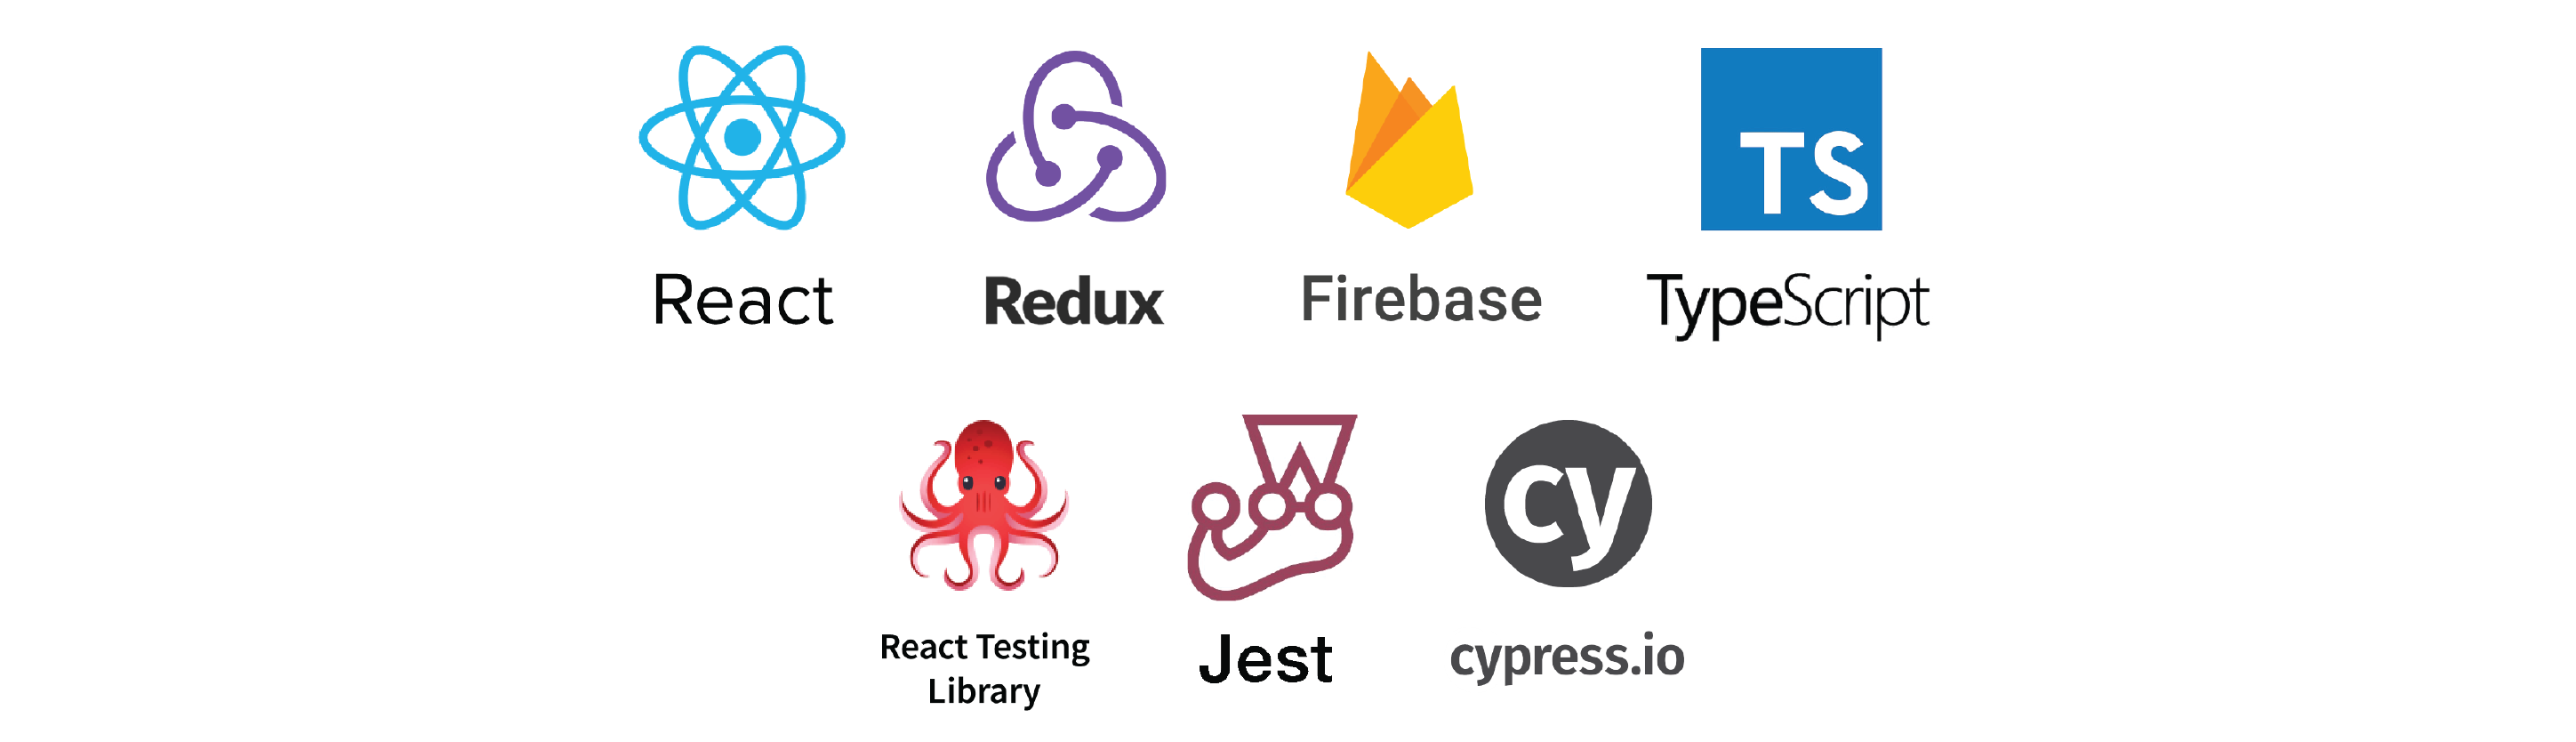 TS
React
Redux
Firebase
TypeScript
cy
React Testing
Library
Jest
cypress.io